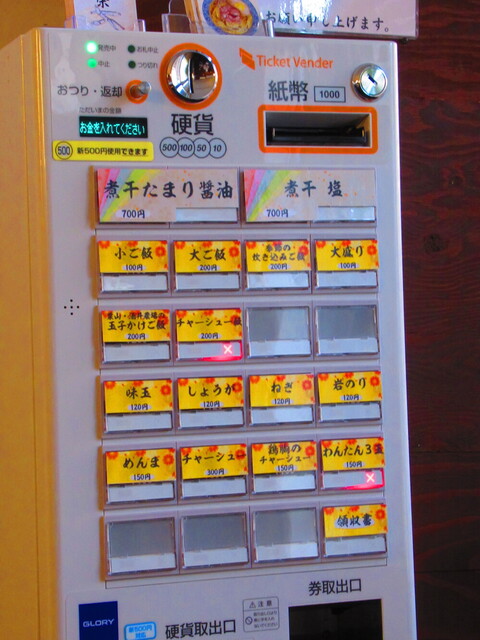 お願い申し上げます。
発売中
お札中止
中止
つり切れ
Ticket Vender
おつり・返却
ただいまの金額
お金を入れてください
500 新500円使用できます
硬貨
500 100 50 10
紙幣 1000
煮干たまり醤油
700円
煮干 塩
700円
小ご飯
100円
大ご飯
200円
季節の
炊き込みご飯
200円
大盛り
100円
玉子かけご飯
200円
チャーシュー飯
200円
味玉
120円
しょうが
120円
ねぎ
120円
岩のり
120円
めんま
150円
チャーシュー
300円
鶏胸の
チャーシュー
150円
わんたん3玉
150円
領収書
券取出口
GLORY
新500円
対応
硬貨取出口
注意